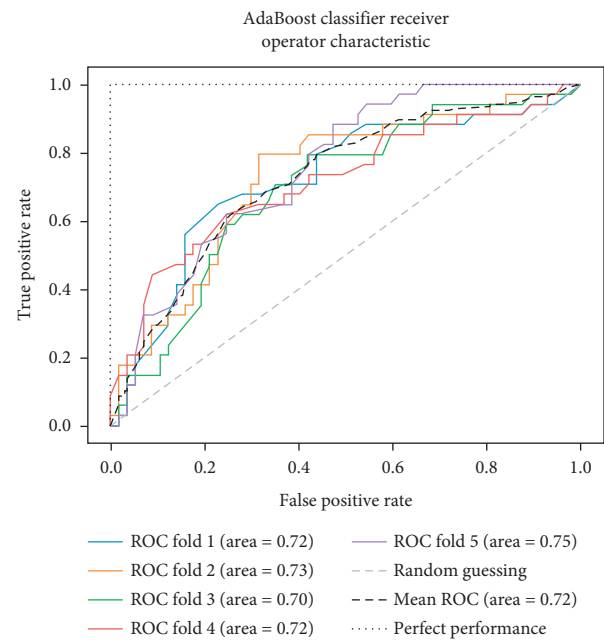 AdaBoost classifier receiver
operator characteristic
1.0
0.8
0.6
0.4
0.2
0.0
True positive rate
0.0 0.2 0.4 0.6 0.8 1.0
False positive rate
ROC fold 1 (area = 0.72)
ROC fold 2 (area = 0.73)
ROC fold 3 (area = 0.70)
ROC fold 4 (area = 0.72)
ROC fold 5 (area = 0.75)
Random guessing
Mean ROC (area = 0.72)
Perfect performance